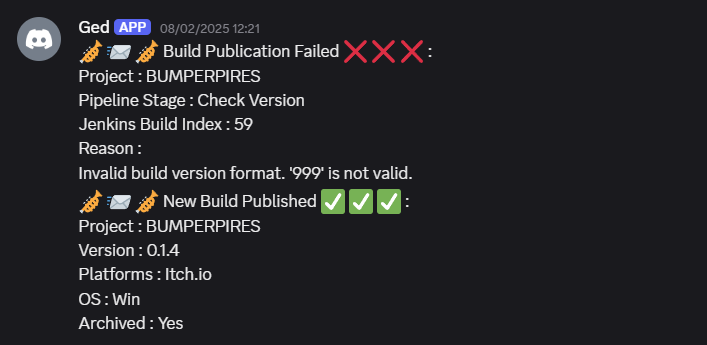 Ged APP 08/02/2025 12:21
🎺 📨 🎺 Build Publication Failed ❌ ❌ ❌ :
Project : BUMPERPIRES
Pipeline Stage : Check Version
Jenkins Build Index : 59
Reason :
Invalid build version format. '999' is not valid.
🎺 📨 🎺 New Build Published ✅ ✅ ✅ :
Project : BUMPERPIRES
Version : 0.1.4
Platforms : Itch.io
OS : Win
Archived : Yes